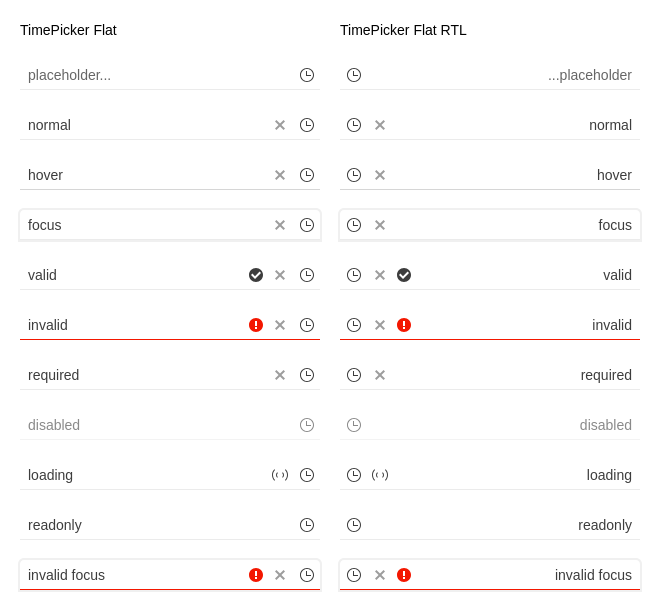 TimePicker Flat
placeholder...
normal
hover
focus
valid
invalid
required
disabled
loading
readonly
invalid focus
TimePicker Flat RTL
...placeholder
normal
hover
focus
valid
invalid
required
disabled
loading
readonly
invalid focus